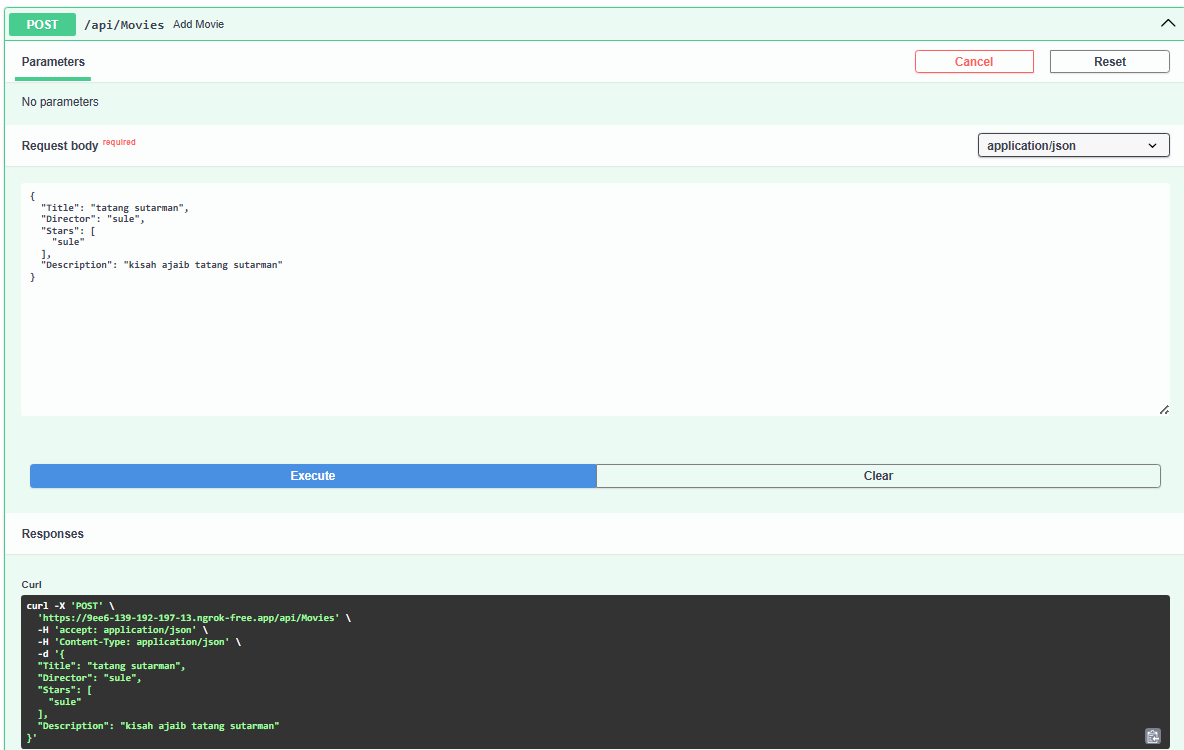 POST /api/Movies Add Movie
Parameters Cancel Reset
No parameters
Request body required application/json
{
  "Title": "tatang sutarman",
  "Director": "sule",
  "Stars": [
    "sule"
  ],
  "Description": "kisah ajaib tatang sutarman"
}
Execute Clear
Responses
Curl
curl -X 'POST' \
  'https://9ee6-139-192-197-13.ngrok-free.app/api/Movies' \
  -H 'accept: application/json' \
  -H 'Content-Type: application/json' \
  -d '{
  "Title": "tatang sutarman",
  "Director": "sule",
  "Stars": [
    "sule"
  ],
  "Description": "kisah ajaib tatang sutarman"
}'